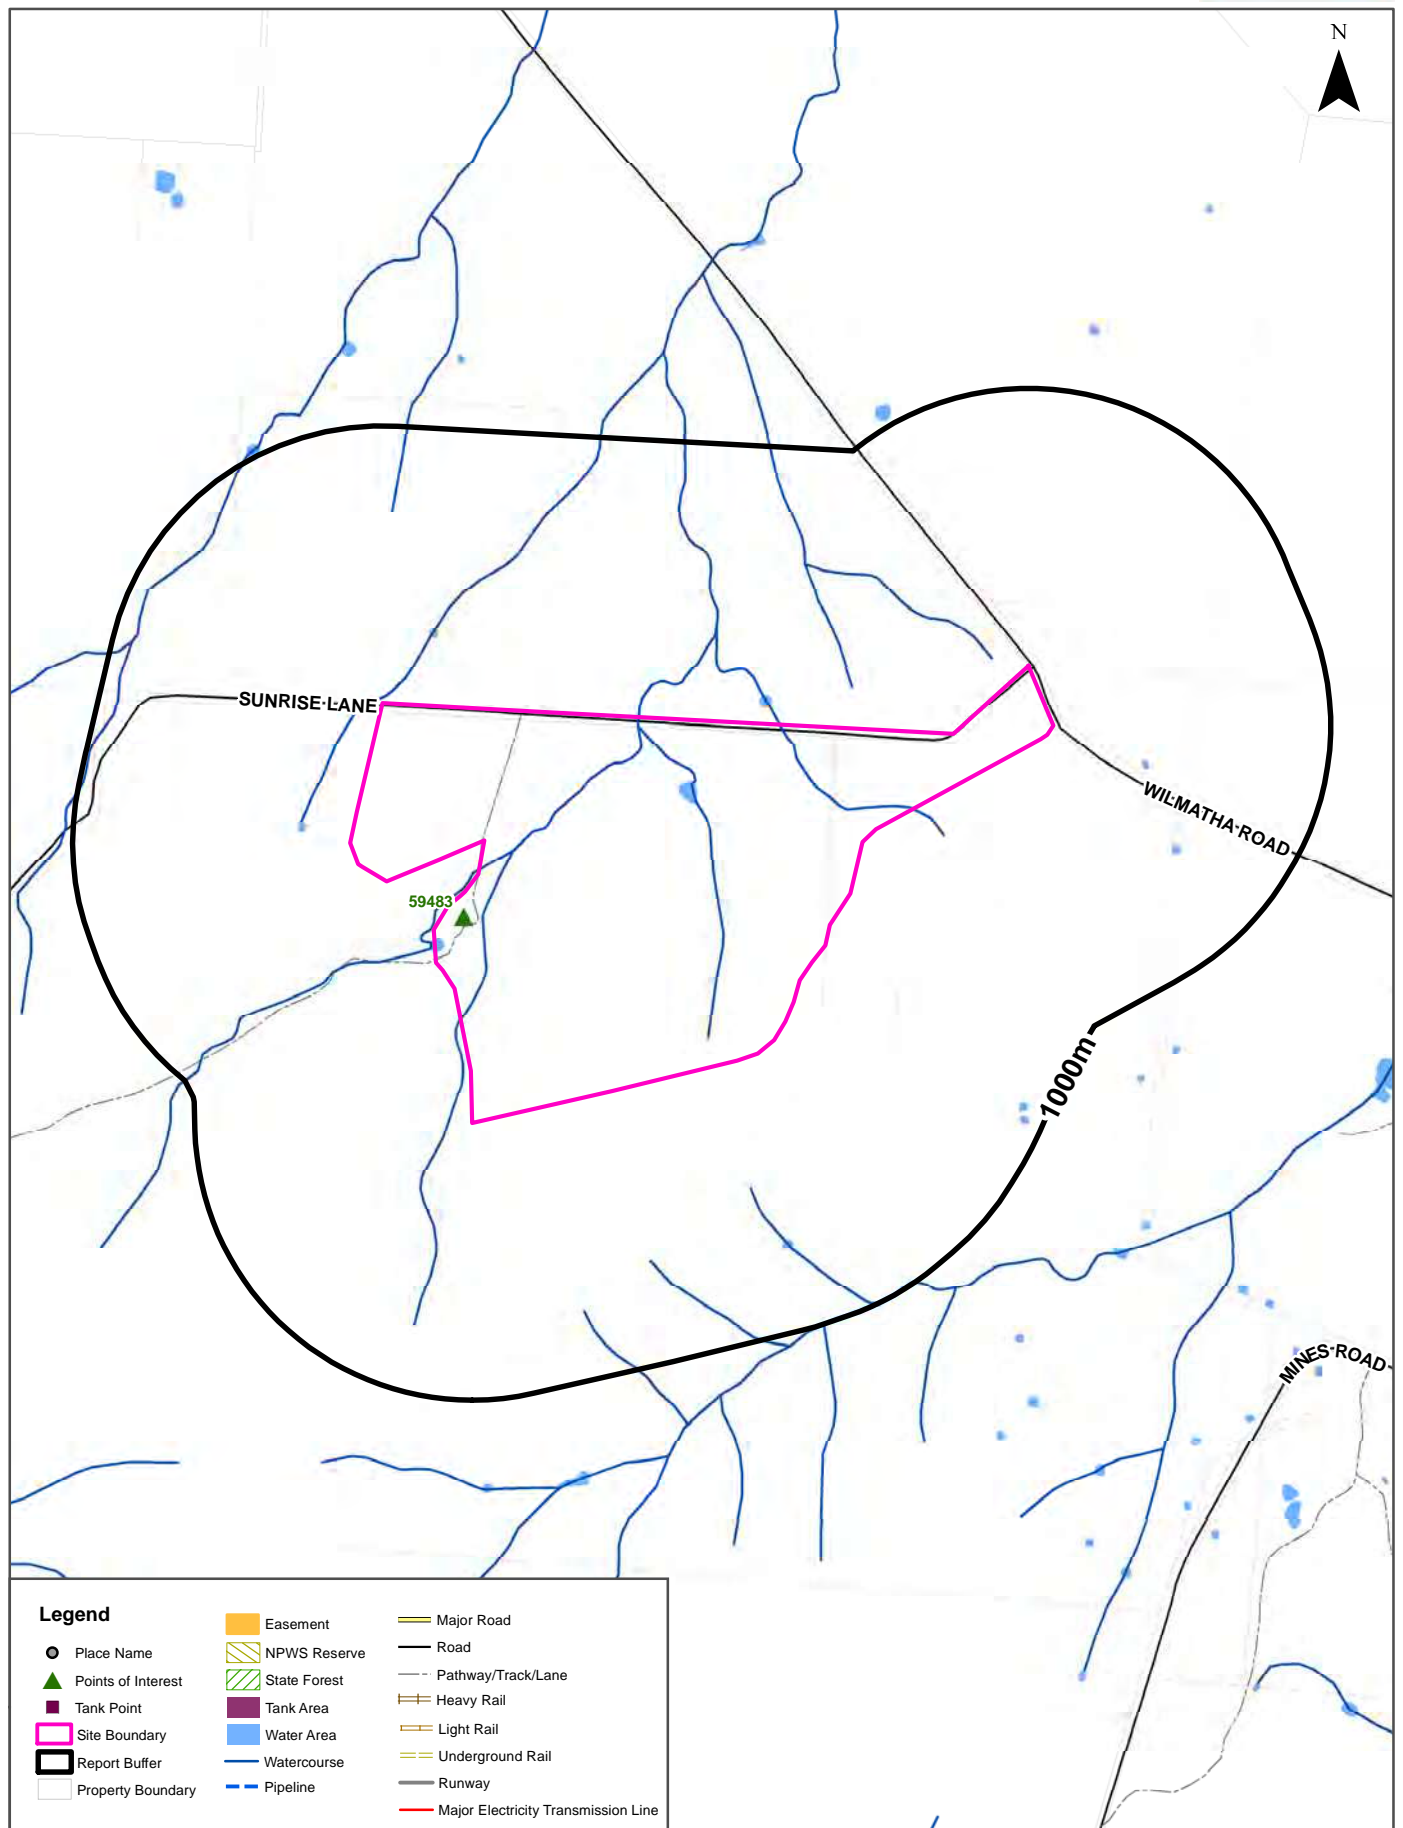 N
SUNRISE LANE
WILMATHA ROAD
59483
1000m
MINES ROAD
Legend
Place Name
Points of Interest
Tank Point
Site Boundary
Report Buffer
Property Boundary
Easement
NPWS Reserve
State Forest
Tank Area
Water Area
Watercourse
Pipeline
Major Road
Road
Pathway/Track/Lane
Heavy Rail
Light Rail
Underground Rail
Runway
Major Electricity Transmission Line